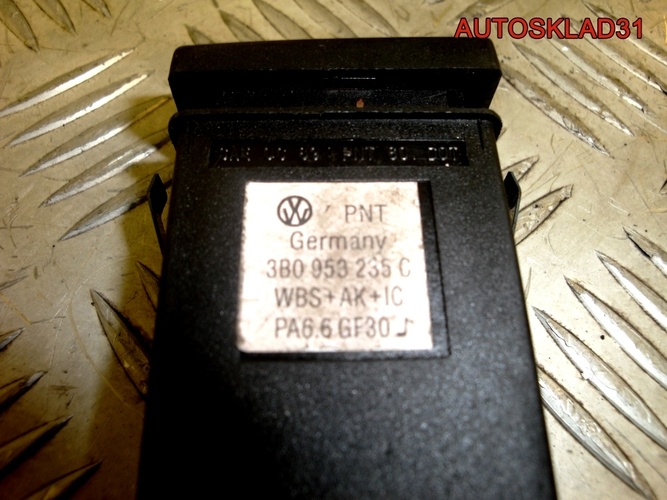 AUTOSKLAD31
PNT
Germany
3B0 953 235 C
WBS+AK+IC
PA6.6 GF30